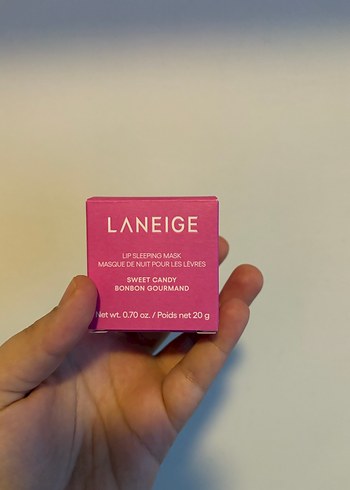 LANEIGE
LIP SLEEPING MASK
MASQUE DE NUIT POUR LES LÈVRES
SWEET CANDY
BONBON GOURMAND
Net wt. 0.70 oz. / Poids net 20 g